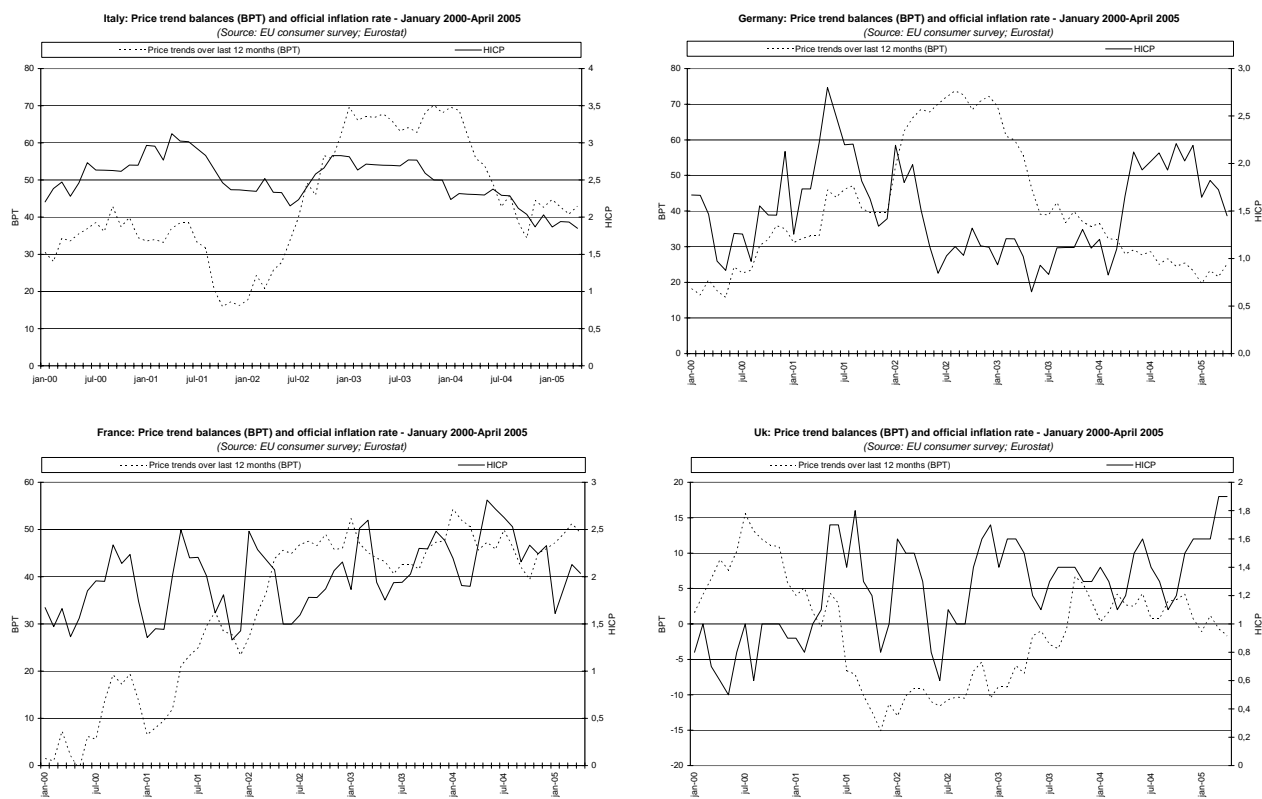 Italy: Price trend balances (BPT) and official inflation rate - January 2000-April 2005
(Source: EU consumer survey; Eurostat)
Price trends over last 12 months (BPT) HICP
80
70
60
50
40
30
20
10
0
BPT
4
3,5
3
2,5
2
1,5
1
0,5
0
HICP
jan-00 jul-00 jan-01 jul-01 jan-02 jul-02 jan-03 jul-03 jan-04 jul-04 jan-05
Germany: Price trend balances (BPT) and official inflation rate - January 2000-April 2005
(Source: EU consumer survey; Eurostat)
Price trends over last 12 months (BPT) HICP
80
70
60
50
40
30
20
10
0
BPT
3,0
2,5
2,0
1,5
1,0
0,5
0,0
HICP
jan-00 jul-00 jan-01 jul-01 jan-02 jul-02 jan-03 jul-03 jan-04 jul-04 jan-05
France: Price trend balances (BPT) and official inflation rate - January 2000-April 2005
(Source: EU consumer survey; Eurostat)
Price trends over last 12 months (BPT) HICP
60
50
40
30
20
10
0
BPT
3
2,5
2
1,5
1
0,5
0
HICP
jan-00 jul-00 jan-01 jul-01 jan-02 jul-02 jan-03 jul-03 jan-04 jul-04 jan-05
Uk: Price trend balances (BPT) and official inflation rate - January 2000-April 2005
(Source: EU consumer survey; Eurostat)
Price trends over last 12 months (BPT) HICP
20
15
10
5
0
-5
-10
-15
-20
BPT
2
1,8
1,6
1,4
1,2
1
0,8
0,6
0,4
0,2
0
HICP
jan-00 jul-00 jan-01 jul-01 jan-02 jul-02 jan-03 jul-03 jan-04 jul-04 jan-05